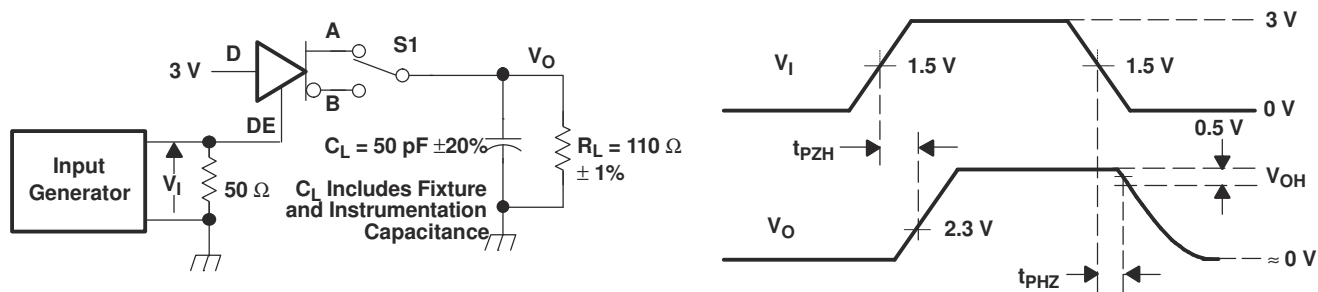 A
S1
D
3 V
V_O
B
DE
Input
Generator
V_I
50 Ω
C_L = 50 pF ±20%
C_L Includes Fixture
and Instrumentation
Capacitance
R_L = 110 Ω
± 1%
3 V
V_I
1.5 V
1.5 V
0 V
0.5 V
t_PZH
V_OH
V_O
2.3 V
≈ 0 V
t_PHZ